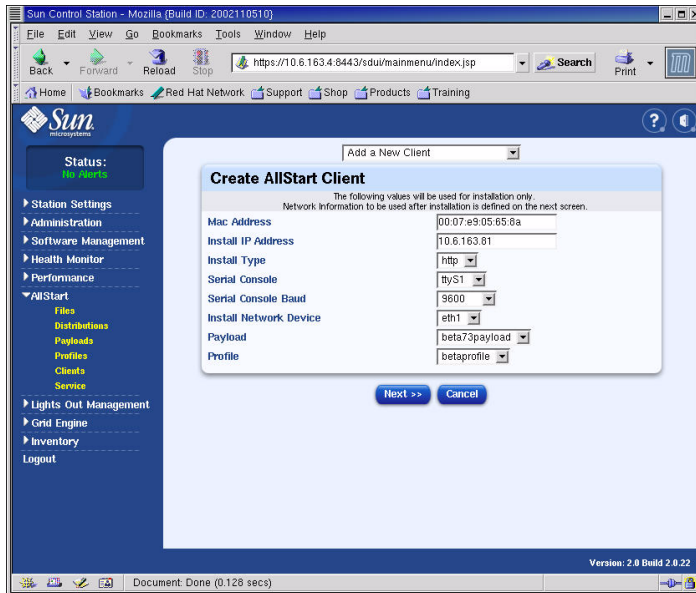 Sun Control Station - Mozilla {Build ID: 2002110510}
File Edit View Go Bookmarks Tools Window Help
Back Forward Reload Stop https://10.6.163.4:8443/sdui/mainmenu/index.jsp Search Print
Home Bookmarks Red Hat Network Support Shop Products Training
Sun
microsystems
?
Status:
No Alerts
Station Settings
Administration
Software Management
Health Monitor
Performance
AllStart
Files
Distributions
Payloads
Profiles
Clients
Service
Lights Out Management
Grid Engine
Inventory
Logout
Add a New Client
Create AllStart Client
The following values will be used for installation only.
Network Information to be used after installation is defined on the next screen.
Mac Address 00:07:e9:05:65:8a
Install IP Address 10.6.163.81
Install Type http
Serial Console ttyS1
Serial Console Baud 9600
Install Network Device eth1
Payload beta73payload
Profile betaprofile
Next >> Cancel
Version: 2.0 Build 2.0.22
Document: Done (0.128 secs)